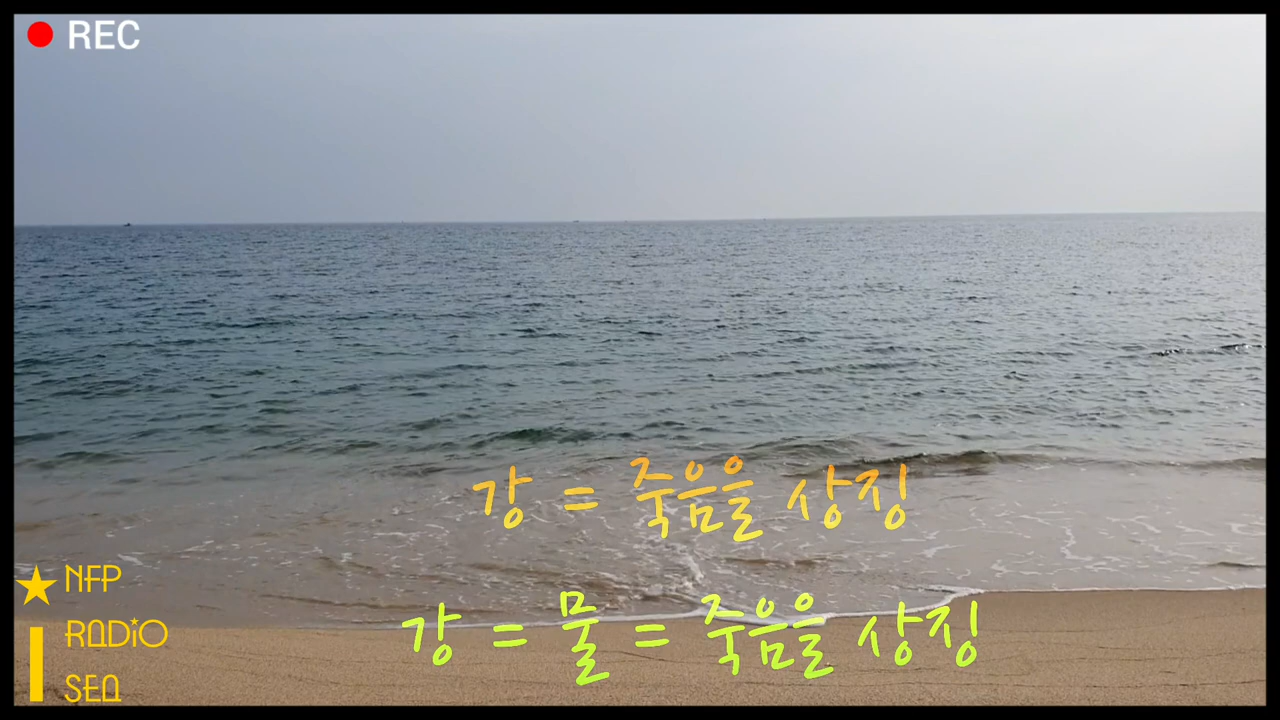 REC
강 = 죽음을 상징
강 = 물 = 죽음을 상징
NFP
RADiO
SEA